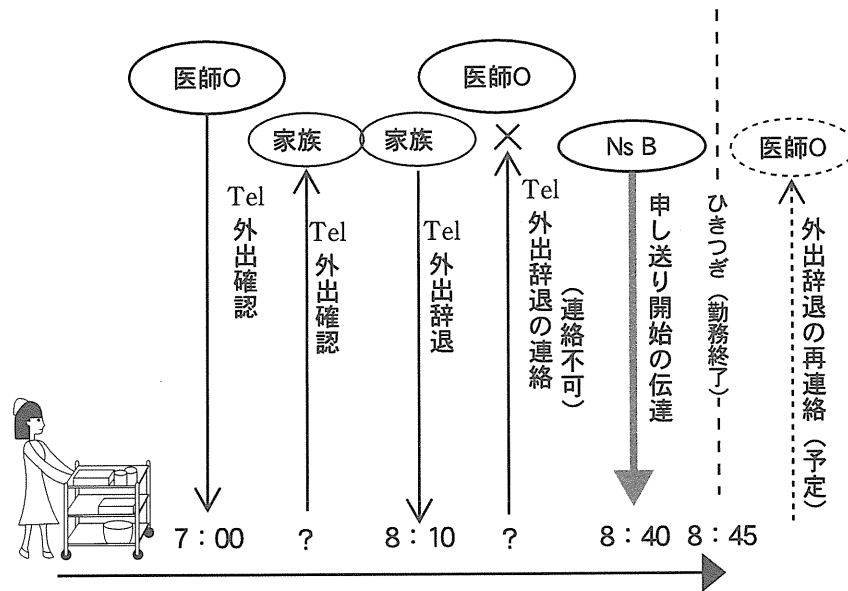 医師O
医師O
家族
家族
×
Ns B
医師O
Tel
外出確認
Tel
外出確認
Tel
外出辞退
Tel
外出辞退の連絡
（連絡不可）
申し送り開始の伝達
ひきつぎ（勤務終了）
外出辞退の再連絡（予定）
7：00
?
8：10
?
8：40
8：45